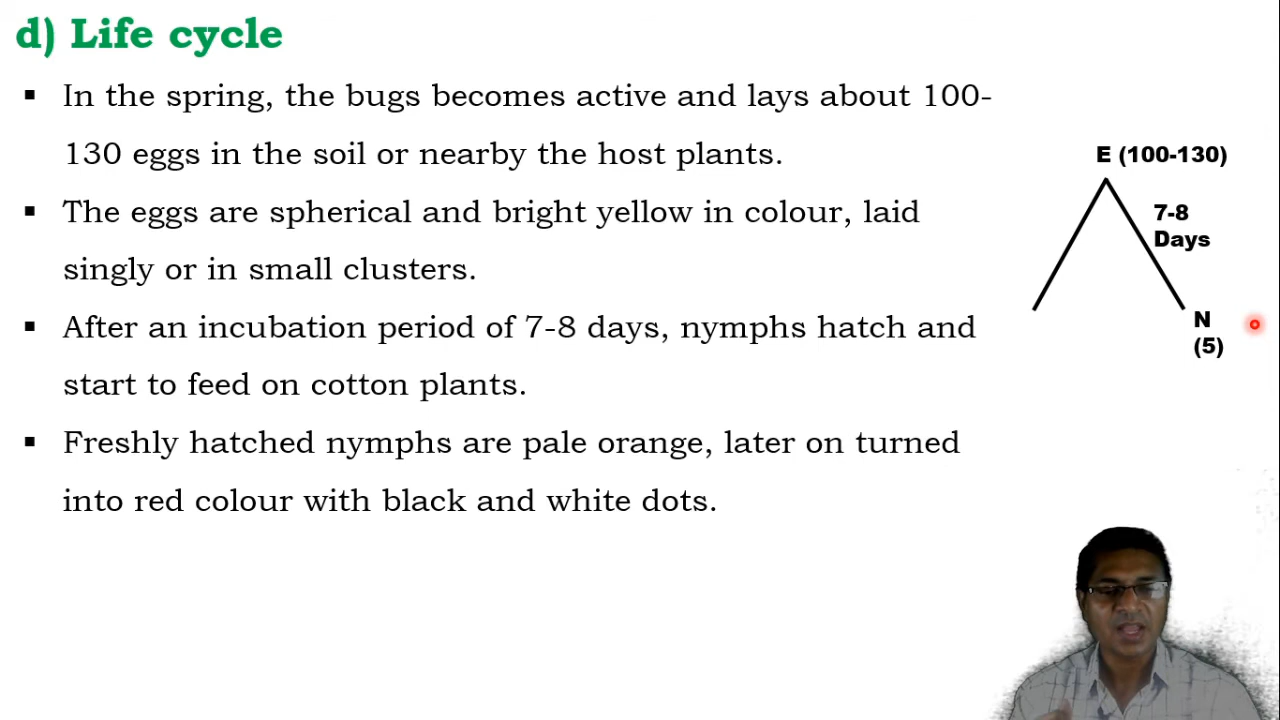 d) Life cycle
▪ In the spring, the bugs becomes active and lays about 100-
130 eggs in the soil or nearby the host plants.
▪ The eggs are spherical and bright yellow in colour, laid
singly or in small clusters.
▪ After an incubation period of 7-8 days, nymphs hatch and
start to feed on cotton plants.
▪ Freshly hatched nymphs are pale orange, later on turned
into red colour with black and white dots.
E (100-130)
7-8
Days
N
(5)